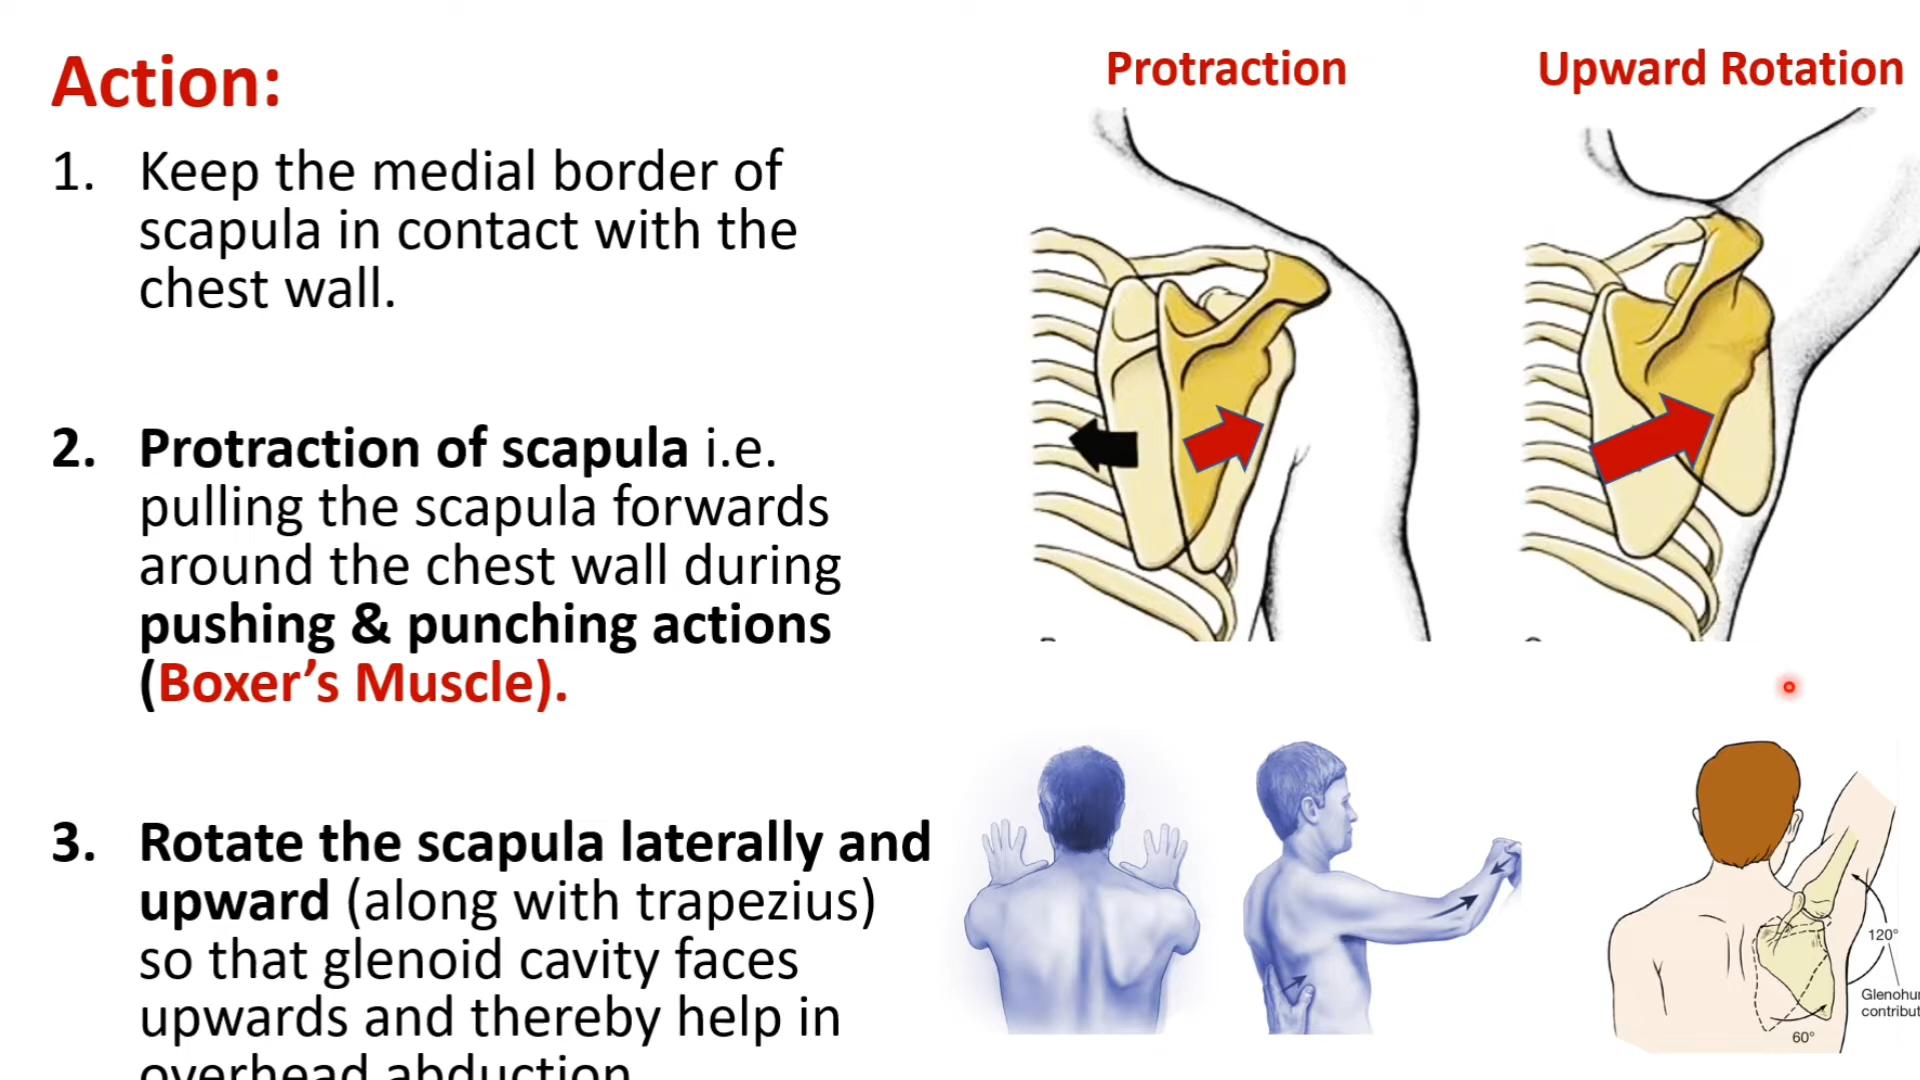 Action:
1. Keep the medial border of
scapula in contact with the
chest wall.
2. Protraction of scapula i.e.
pulling the scapula forwards
around the chest wall during
pushing & punching actions
(Boxer’s Muscle).
3. Rotate the scapula laterally and
upward (along with trapezius)
so that glenoid cavity faces
upwards and thereby help in
overhead abduction
Protraction
Upward Rotation
120°
60°